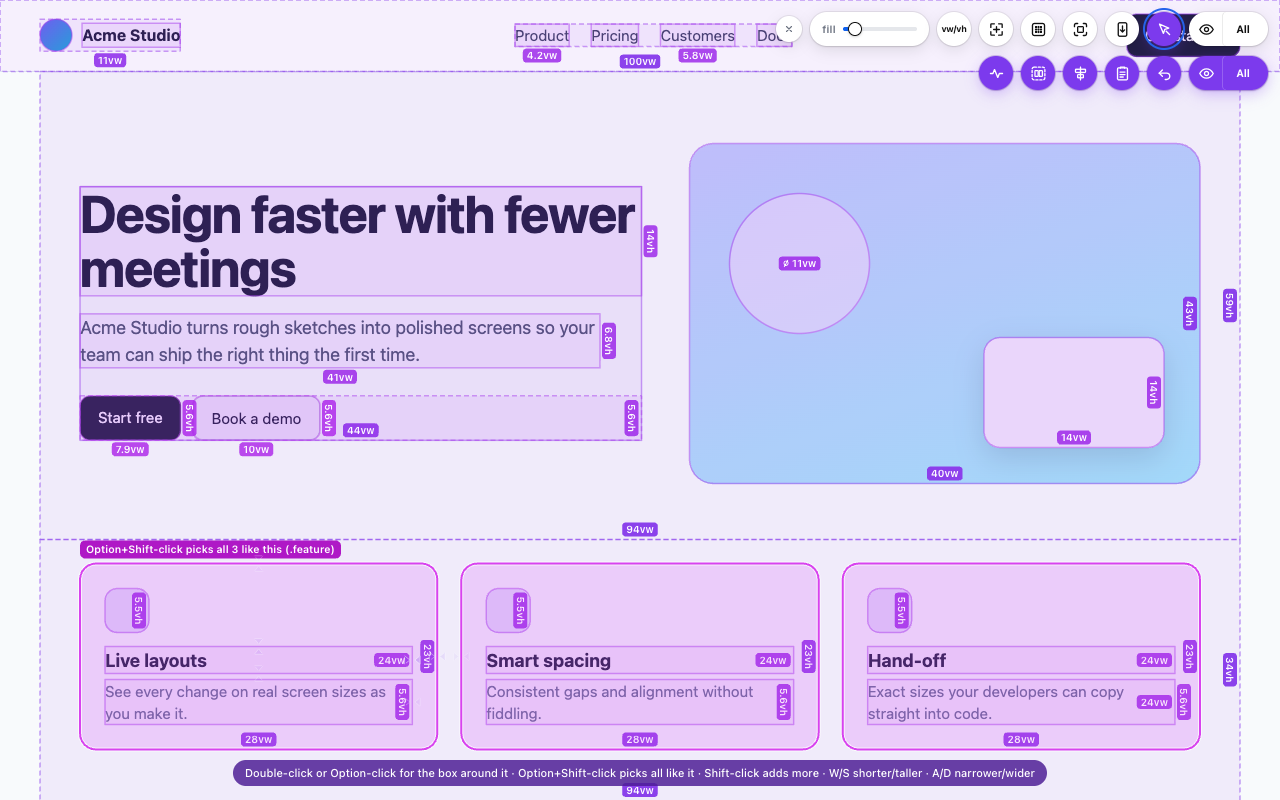 Acme Studio
Product
Pricing
Customers
fill
vw/vh
All
11vw
4.2vw
100vw
5.8vw
All
Design faster with fewer
meetings
14vh
Acme Studio turns rough sketches into polished screens so your
team can ship the right thing the first time.
6.8vh
41vw
Start free
5.6vh
Book a demo
5.6vh
44vw
5.6vh
7.9vw
10vw
ø 11vw
43vh
59vh
14vh
14vw
40vw
94vw
Option+Shift-click picks all 3 like this (.feature)
5.5vh
Live layouts
24vw
23vh
See every change on real screen sizes as
you make it.
5.6vh
28vw
5.5vh
Smart spacing
24vw
23vh
Consistent gaps and alignment without
fiddling.
5.6vh
28vw
5.5vh
Hand-off
24vw
23vh
Exact sizes your developers can copy
straight into code.
24vw
5.6vh
28vw
34vh
Double-click or Option-click for the box around it · Option+Shift-click picks all like it · Shift-click adds more · W/S shorter/taller · A/D narrower/wider
94vw